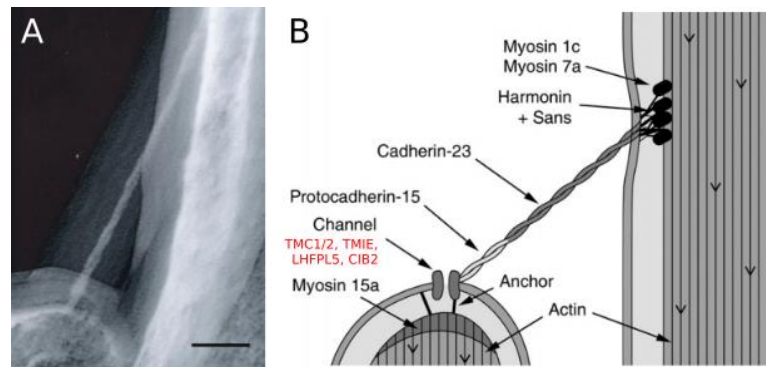 A
B
Myosin 1c
Myosin 7a
Harmonin
+ Sans
Cadherin-23
Protocadherin-15
Channel
TMC1/2, TMIE,
LHFPL5, CIB2
Myosin 15a
Anchor
Actin